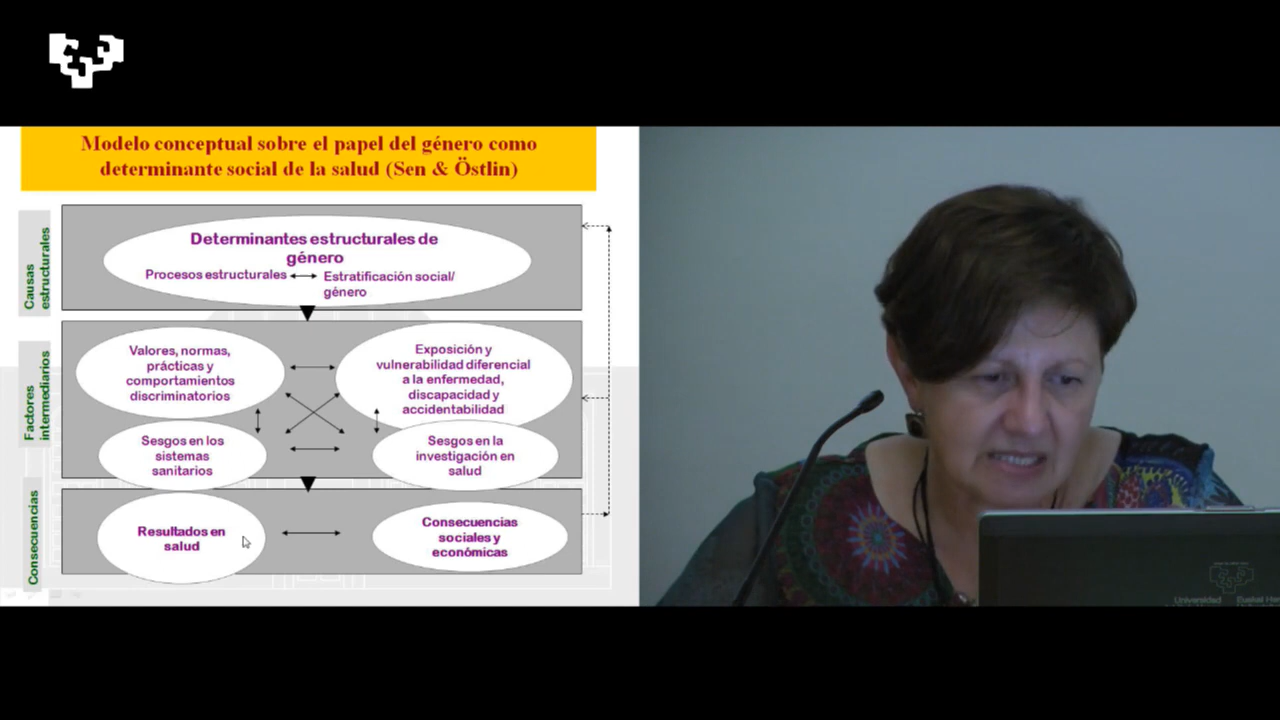 Modelo conceptual sobre el papel del género como
determinante social de la salud (Sen & Östlin)
Causas
estructurales
Determinantes estructurales de
género
Procesos estructurales
Estratificación social/
género
Factores
intermediarios
Valores, normas,
prácticas y
comportamientos
discriminatorios
Exposición y
vulnerabilidad diferencial
a la enfermedad,
discapacidad y
accidentabilidad
Sesgos en los
sistemas
sanitarios
Sesgos en la
investigación en
salud
Consecuencias
Resultados en
salud
Consecuencias
sociales y
económicas
Universidad
Euskal Her